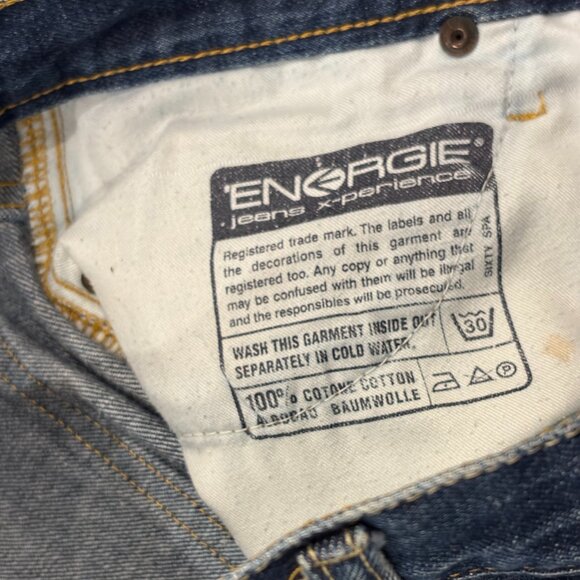 ENERGIE®
jeans x-perience
Registered trade mark. The labels and all
the decorations of this garment are
registered too. Any copy or anything that
may be confused with them will be illegal
and the responsibles will be prosecuted.
SIXTY SPA
WASH THIS GARMENT INSIDE OUT
SEPARATELY IN COLD WATER.
30
100% COTONE COTTON
BAUMWOLLE
P